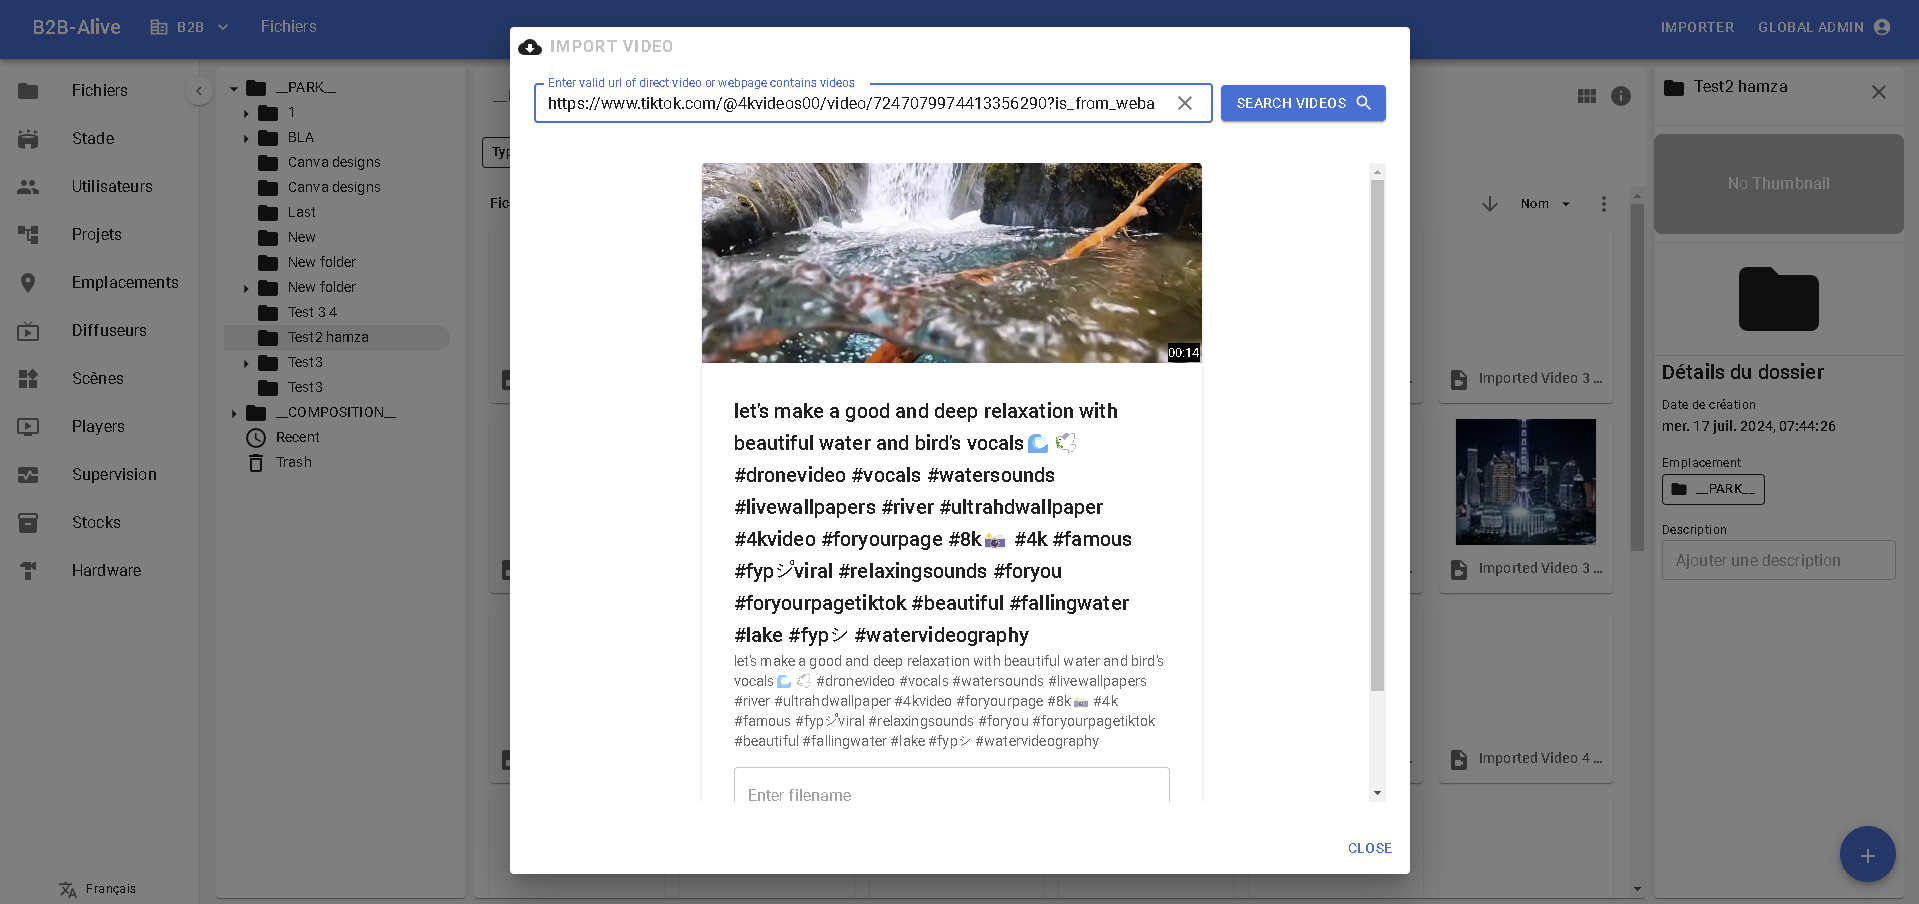 B2B-Alive
B2B
Fichiers
IMPORTER
GLOBAL ADMIN
Fichiers
Stade
Utilisateurs
Projets
Emplacements
Diffuseurs
Scènes
Players
Supervision
Stocks
Hardware
Français
__PARK__
1
BLA
Canva designs
Canva designs
Last
New
New folder
New folder
Test 3 4
Test2 hamza
Test3
Test3
__COMPOSITION__
Recent
Trash
IMPORT VIDEO
Enter valid url of direct video or webpage contains videos
https://www.tiktok.com/@4kvideos00/video/7247079974413356290?is_from_weba
SEARCH VIDEOS
00:14
let's make a good and deep relaxation with
beautiful water and bird's vocals🌊 🕊
#dronevideo #vocals #watersounds
#livewallpapers #river #ultrahdwallpaper
#4kvideo #foryourpage #8k📸 #4k #famous
#fypジviral #relaxingsounds #foryou
#foryourpagetiktok #beautiful #fallingwater
#lake #fypシ #watervideography
let's make a good and deep relaxation with beautiful water and bird's
vocals🌊 🕊 #dronevideo #vocals #watersounds #livewallpapers
#river #ultrahdwallpaper #4kvideo #foryourpage #8k📸 #4k
#famous #fypジviral #relaxingsounds #foryou #foryourpagetiktok
#beautiful #fallingwater #lake #fypシ #watervideography
Enter filename
CLOSE
Nom
Imported Video 3 ...
Imported Video 3 ...
Imported Video 4 ...
Test2 hamza
No Thumbnail
Détails du dossier
Date de création
mer. 17 juil. 2024, 07:44:26
Emplacement
__PARK__
Description
Ajouter une description